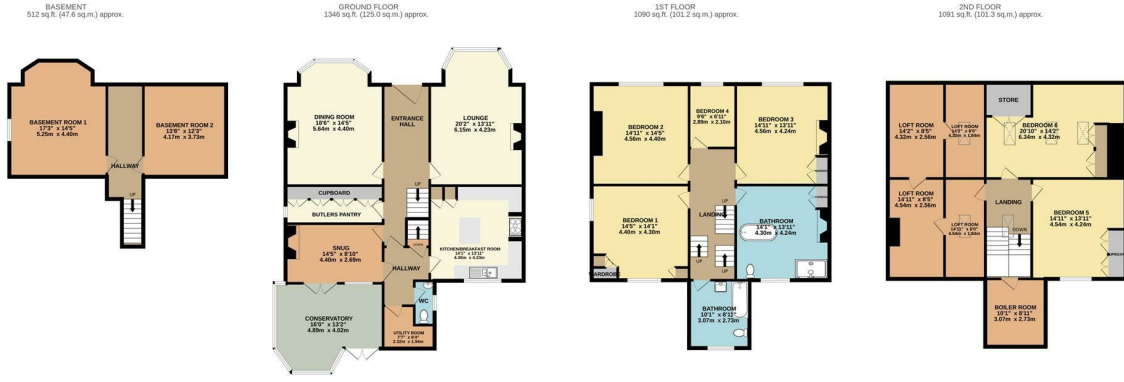 BASEMENT
512 sq.ft. (47.6 sq.m.) approx.
BASEMENT ROOM 1
17'3" x 14'5"
5.25m x 4.40m
BASEMENT ROOM 2
13'8" x 12'3"
4.17m x 3.73m
HALLWAY
UP
GROUND FLOOR
1346 sq.ft. (125.0 sq.m.) approx.
DINING ROOM
18'6" x 14'5"
5.64m x 4.40m
ENTRANCE
HALL
LOUNGE
20'2" x 13'11"
6.15m x 4.23m
UP
CUPBOARD
BUTLERS PANTRY
SNUG
14'5" x 8'10"
4.40m x 2.69m
KITCHEN/BREAKFAST ROOM
14'1" x 13'11"
4.30m x 4.23m
DOWN
HALLWAY
WC
CONSERVATORY
16'0" x 13'2"
4.89m x 4.02m
UTILITY ROOM
1ST FLOOR
1090 sq.ft. (101.2 sq.m.) approx.
BEDROOM 2
14'11" x 14'5"
4.56m x 4.40m
BEDROOM 4
9'6" x 6'11"
2.89m x 2.10m
BEDROOM 3
14'11" x 13'11"
4.56m x 4.24m
BEDROOM 1
14'5" x 14'1"
4.40m x 4.30m
WARDROBE
LANDING
UP
UP
UP
BATHROOM
14'1" x 13'11"
4.30m x 4.24m
BATHROOM
10'1" x 8'11"
3.07m x 2.73m
2ND FLOOR
1091 sq.ft. (101.3 sq.m.) approx.
LOFT ROOM
14'2" x 8'5"
4.32m x 2.56m
LOFT ROOM
STORE
BEDROOM 6
20'10" x 14'2"
6.34m x 4.32m
LOFT ROOM
14'11" x 8'5"
4.54m x 2.56m
LOFT ROOM
LANDING
DOWN
BEDROOM 5
14'11" x 13'11"
4.54m x 4.24m
CUPBOARD
BOILER ROOM
10'1" x 8'11"
3.07m x 2.73m